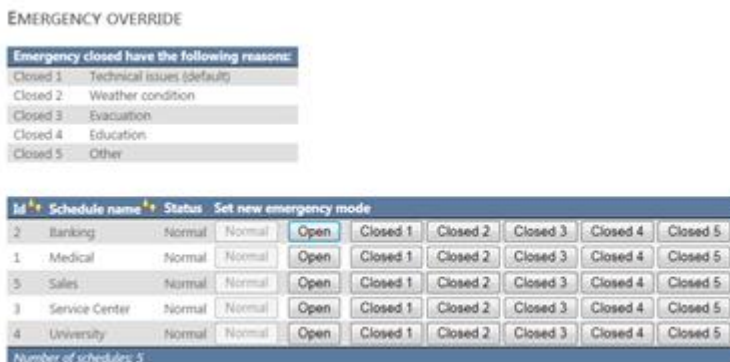 EMERGENCY OVERRIDE
Emergency closed have the following reasons:
Closed 1 Technical issues (default)
Closed 2 Weather condition
Closed 3 Evacuation
Closed 4 Education
Closed 5 Other
Id Schedule name Status Set new emergency mode
2 Banking Normal Normal Open Closed 1 Closed 2 Closed 3 Closed 4 Closed 5
1 Medical Normal Normal Open Closed 1 Closed 2 Closed 3 Closed 4 Closed 5
5 Sales Normal Normal Open Closed 1 Closed 2 Closed 3 Closed 4 Closed 5
3 Service Center Normal Normal Open Closed 1 Closed 2 Closed 3 Closed 4 Closed 5
4 University Normal Normal Open Closed 1 Closed 2 Closed 3 Closed 4 Closed 5
Number of schedules: 5